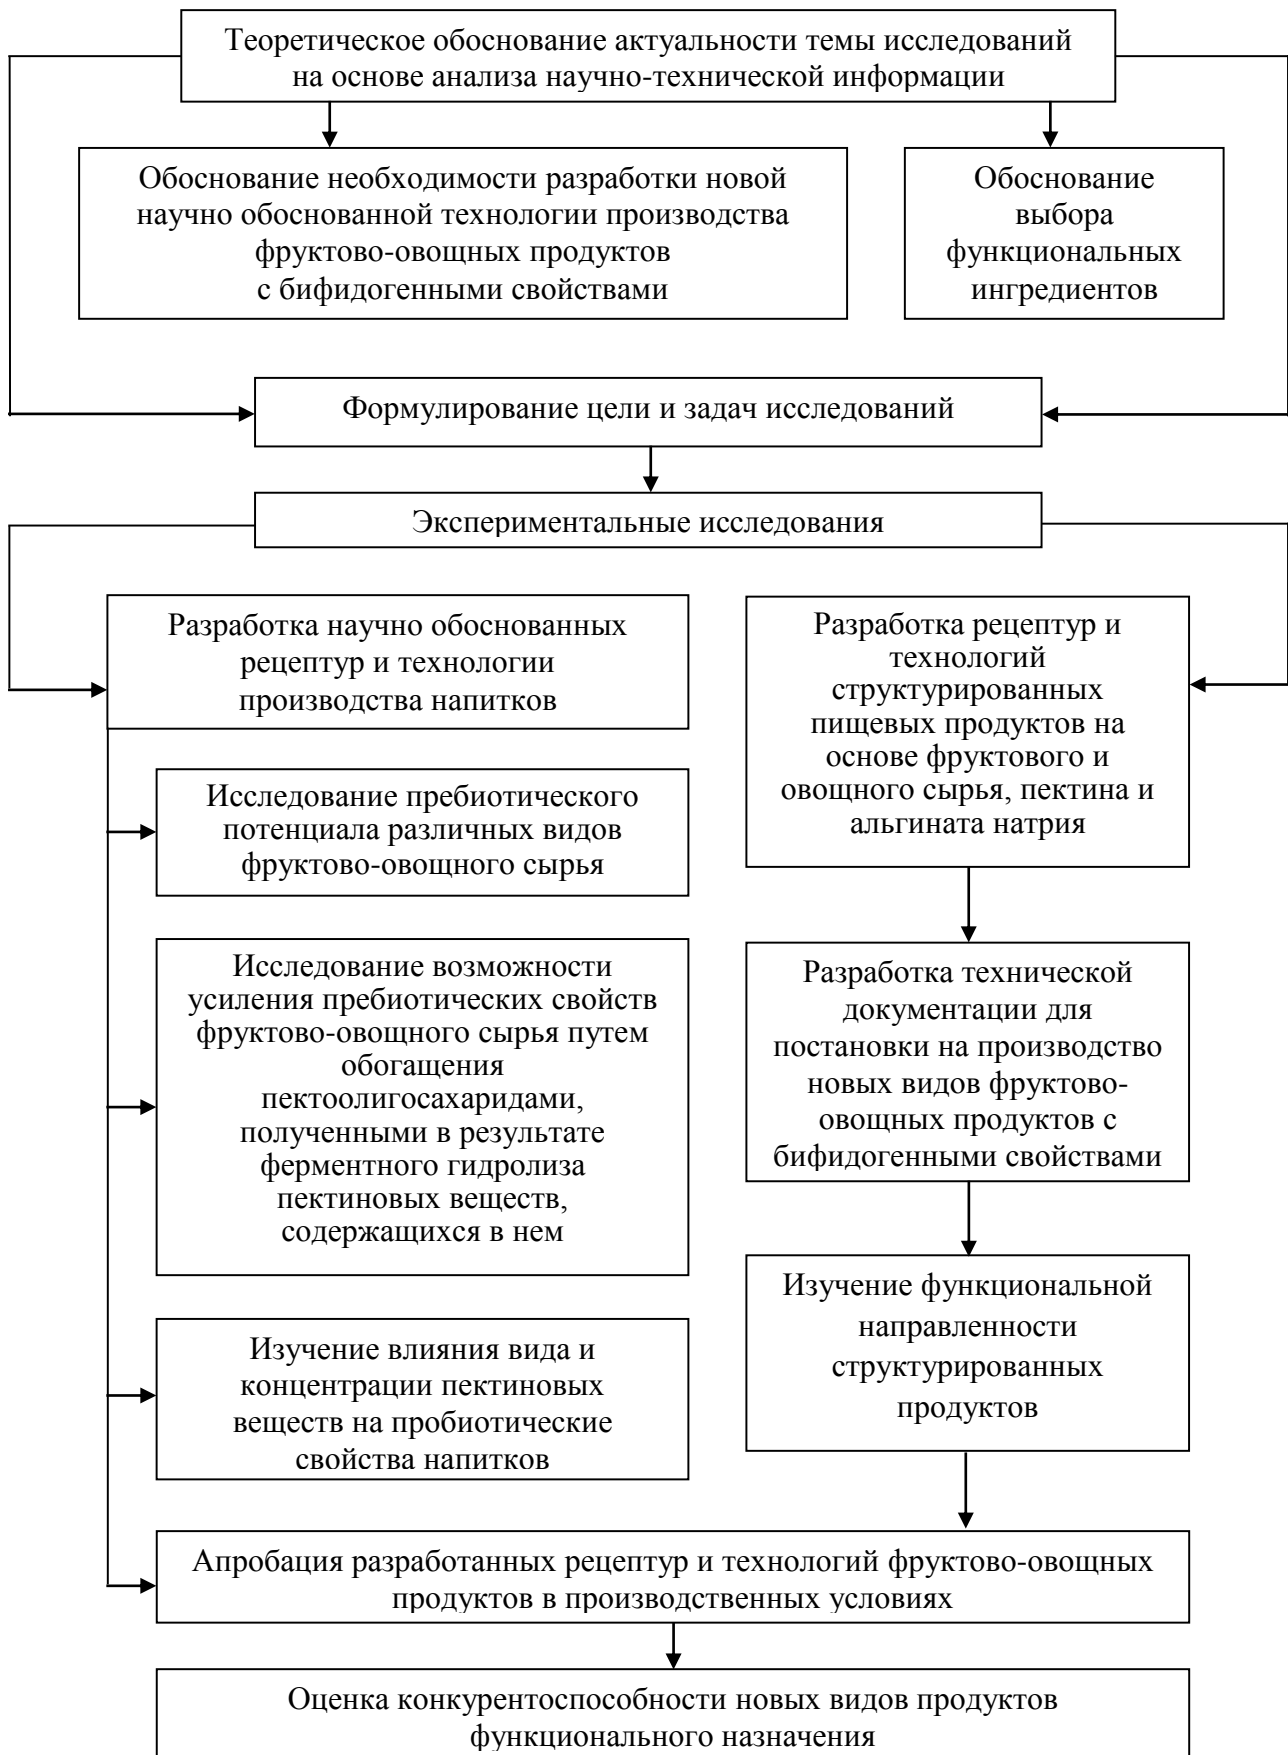 Теоретическое обоснование актуальности темы исследований
на основе анализа научно-технической информации
Обоснование необходимости разработки новой
научно обоснованной технологии производства
фруктово-овощных продуктов
с бифидогенными свойствами
Обоснование
выбора
функциональных
ингредиентов
Формулирование цели и задач исследований
Экспериментальные исследования
Разработка научно обоснованных
рецептур и технологии
производства напитков
Исследование пребиотического
потенциала различных видов
фруктово-овощного сырья
Исследование возможности
усиления пребиотических свойств
фруктово-овощного сырья путем
обогащения
пектоолигосахаридами,
полученными в результате
ферментного гидролиза
пектиновых веществ,
содержащихся в нем
Изучение влияния вида и
концентрации пектиновых
веществ на пробиотические
свойства напитков
Разработка рецептур и
технологий
структурированных
пищевых продуктов на
основе фруктового и
овощного сырья, пектина и
альгината натрия
Разработка технической
документации для
постановки на производство
новых видов фруктово-
овощных продуктов с
бифидогенными свойствами
Изучение функциональной
направленности
структурированных
продуктов
Апробация разработанных рецептур и технологий фруктово-овощных
продуктов в производственных условиях
Оценка конкурентоспособности новых видов продуктов
функционального назначения